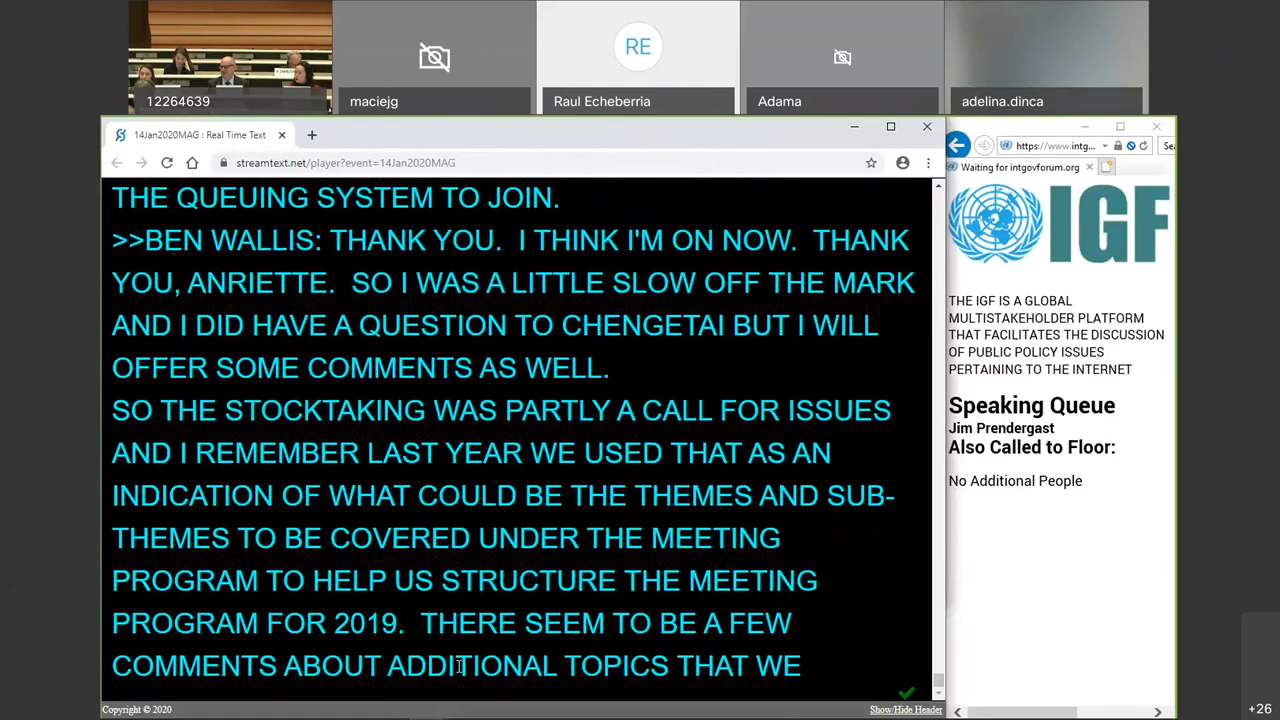 12264639
maciejg
RE
Raul Echeberria
Adama
adelina.dinca
14Jan2020MAG : Real Time Text
streamtext.net/player?event=14Jan2020MAG
THE QUEUING SYSTEM TO JOIN.
>>BEN WALLIS: THANK YOU.  I THINK I'M ON NOW.  THANK
YOU, ANRIETTE.  SO I WAS A LITTLE SLOW OFF THE MARK
AND I DID HAVE A QUESTION TO CHENGETAI BUT I WILL
OFFER SOME COMMENTS AS WELL.
SO THE STOCKTAKING WAS PARTLY A CALL FOR ISSUES
AND I REMEMBER LAST YEAR WE USED THAT AS AN
INDICATION OF WHAT COULD BE THE THEMES AND SUB-
THEMES TO BE COVERED UNDER THE MEETING
PROGRAM TO HELP US STRUCTURE THE MEETING
PROGRAM FOR 2019.  THERE SEEM TO BE A FEW
COMMENTS ABOUT ADDITIONAL TOPICS THAT WE
Copyright © 2020
Show/Hide Header
https://www.intg...
Sea
Waiting for intgovforum.org
IGF
THE IGF IS A GLOBAL
MULTISTAKEHOLDER PLATFORM
THAT FACILITATES THE DISCUSSION
OF PUBLIC POLICY ISSUES
PERTAINING TO THE INTERNET
Speaking Queue
Jim Prendergast
Also Called to Floor:
No Additional People
+26